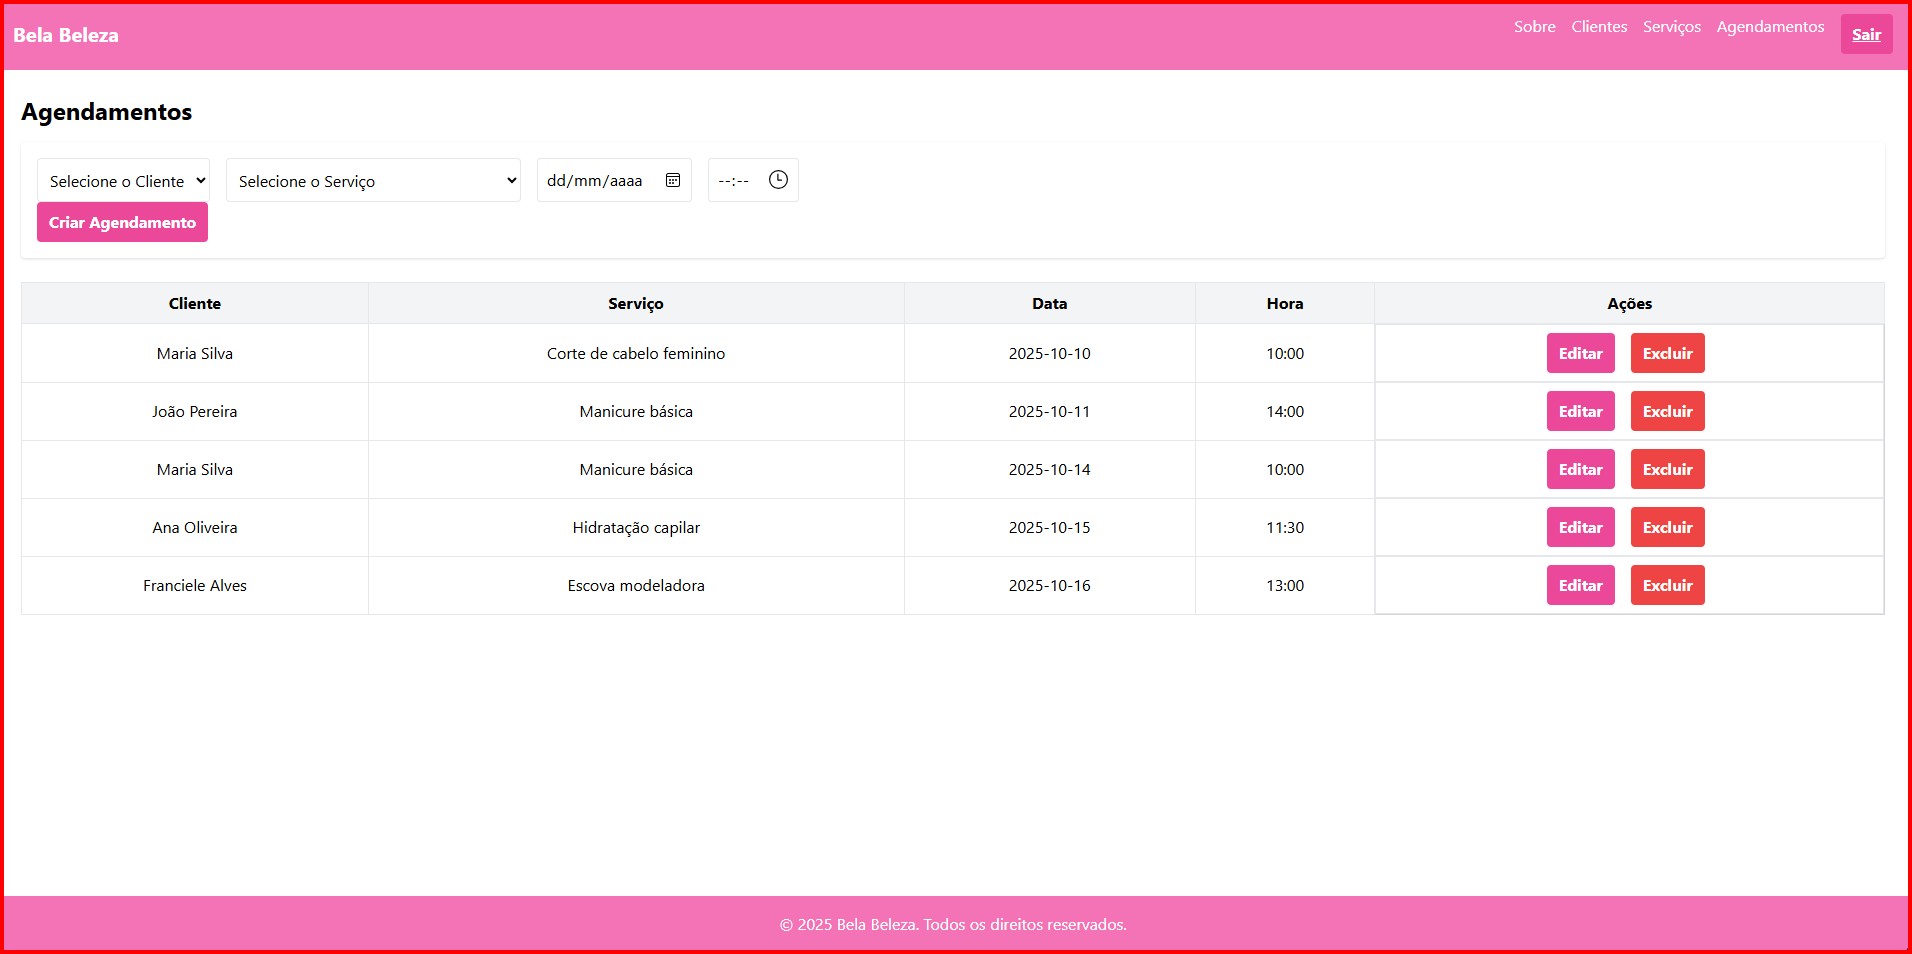 Bela Beleza
Sobre Clientes Serviços Agendamentos Sair
Agendamentos
Selecione o Cliente Selecione o Serviço dd/mm/aaaa --:--
Criar Agendamento
Cliente Serviço Data Hora Ações
Maria Silva Corte de cabelo feminino 2025-10-10 10:00 Editar Excluir
João Pereira Manicure básica 2025-10-11 14:00 Editar Excluir
Maria Silva Manicure básica 2025-10-14 10:00 Editar Excluir
Ana Oliveira Hidratação capilar 2025-10-15 11:30 Editar Excluir
Franciele Alves Escova modeladora 2025-10-16 13:00 Editar Excluir
© 2025 Bela Beleza. Todos os direitos reservados.